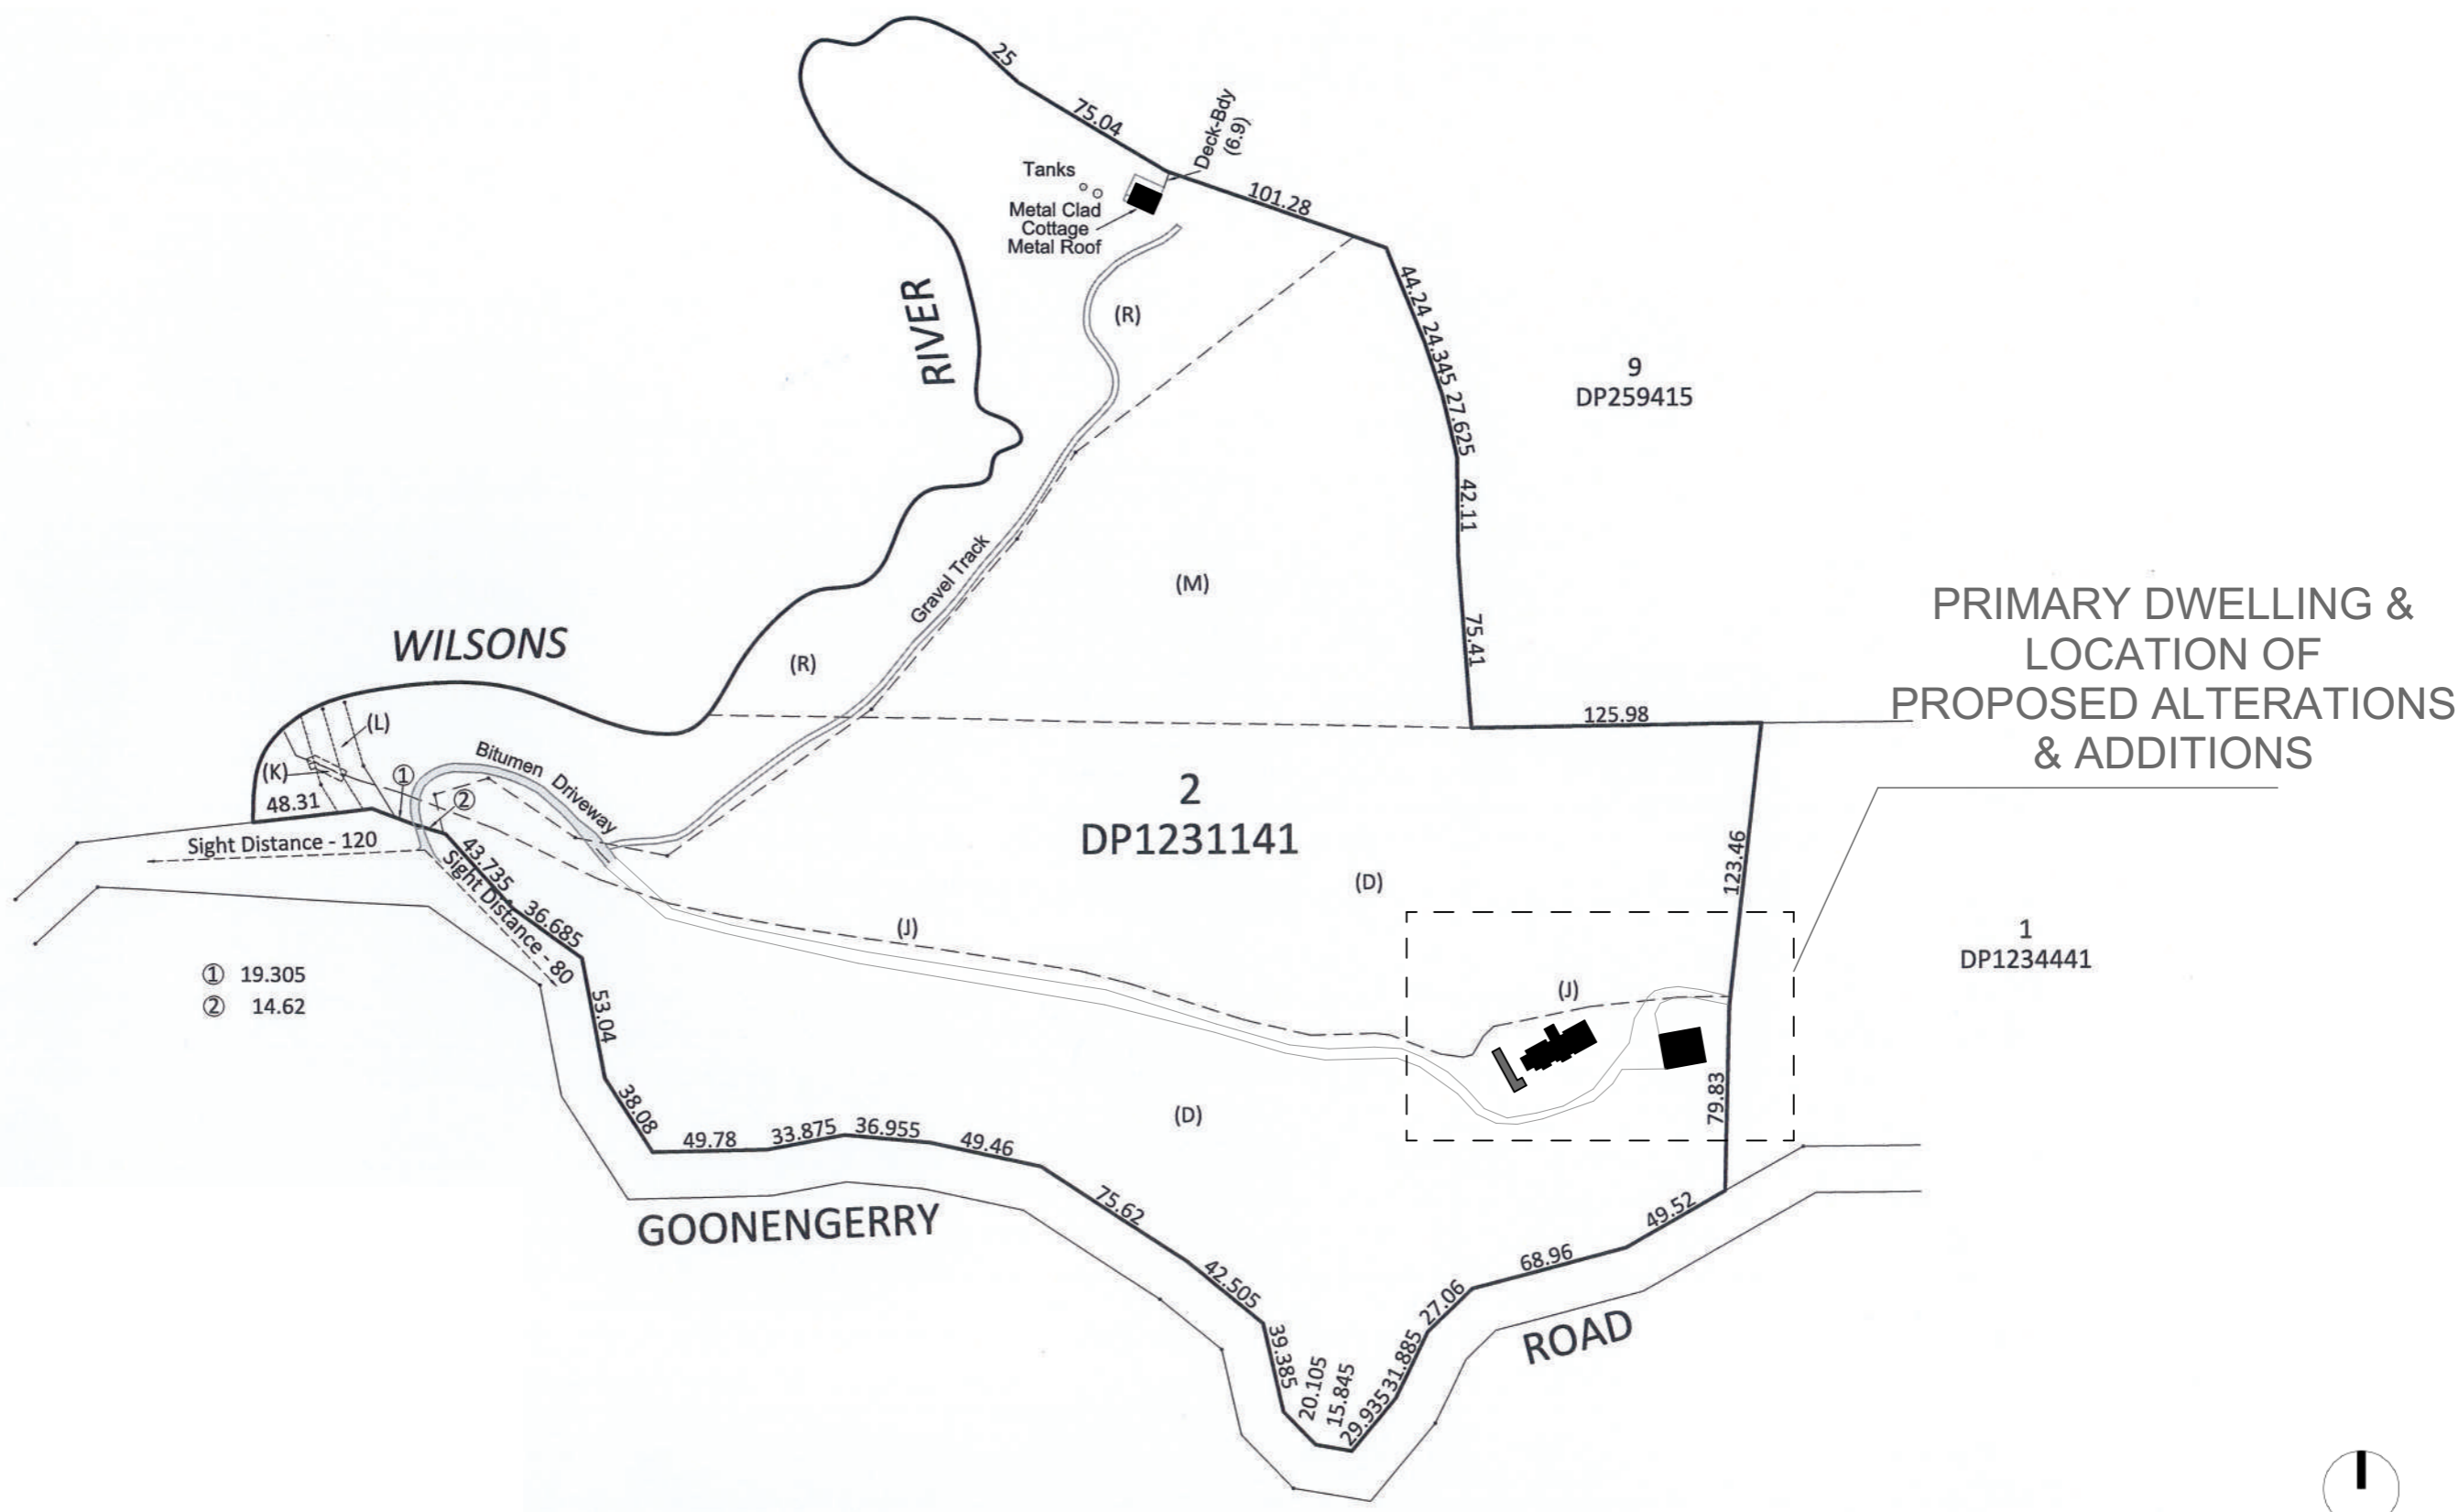 25
75.04
Deck-Bdy
(6.9)
Tanks
Metal Clad
Cottage
Metal Roof
101.28
RIVER
(R)
44.24
24.345
27.625
42.11
75.41
9
DP259415
Gravel Track
(M)
PRIMARY DWELLING &
LOCATION OF
PROPOSED ALTERATIONS
& ADDITIONS
WILSONS
(R)
125.98
(L)
(K)
①
②
48.31
Bitumen Driveway
2
DP1231141
Sight Distance - 120
43.735
Sight Distance - 80
36.685
123.46
(D)
(J)
1
DP1234441
① 19.305
② 14.62
(J)
53.04
38.08
79.83
(D)
49.78
33.875
36.955
49.46
GOONENGERRY
75.62
42.505
39.385
20.105
15.845
29.935
31.885
27.06
68.96
49.52
ROAD